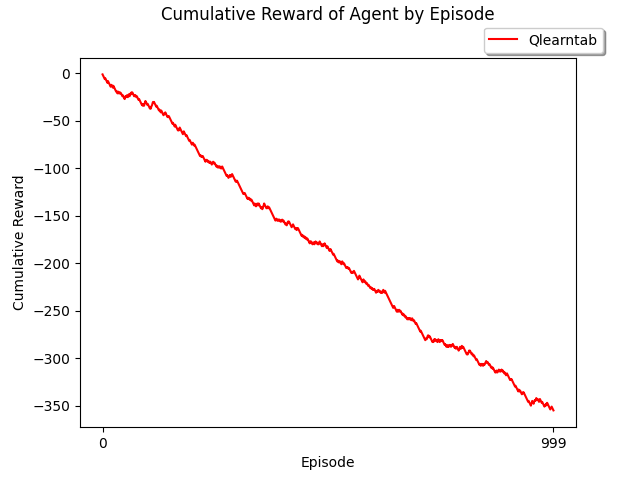 Cumulative Reward of Agent by Episode
Qlearntab
0
−50
−100
−150
−200
−250
−300
−350
Cumulative Reward
0
999
Episode